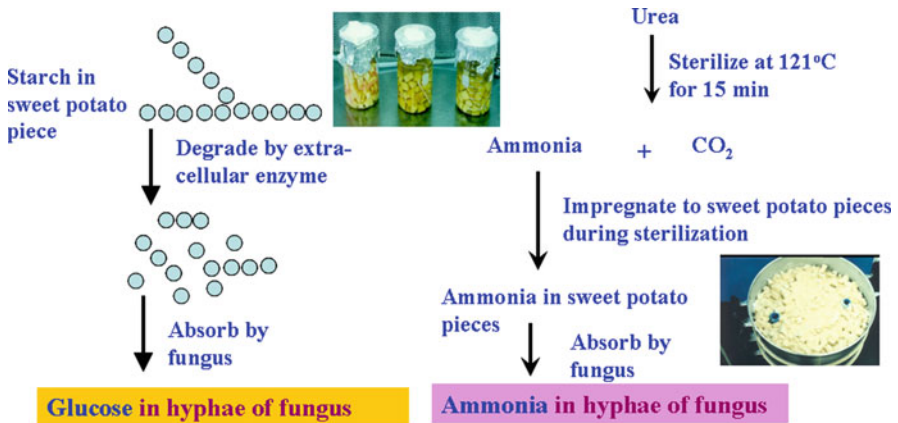 Starch in
sweet potato
piece
Degrade by extra-
cellular enzyme
Absorb by
fungus
Glucose in hyphae of fungus
Urea
Sterilize at 121°C
for 15 min
Ammonia + CO₂
Impregnate to sweet potato pieces
during sterilization
Ammonia in sweet potato
pieces
Absorb by
fungus
Ammonia in hyphae of fungus